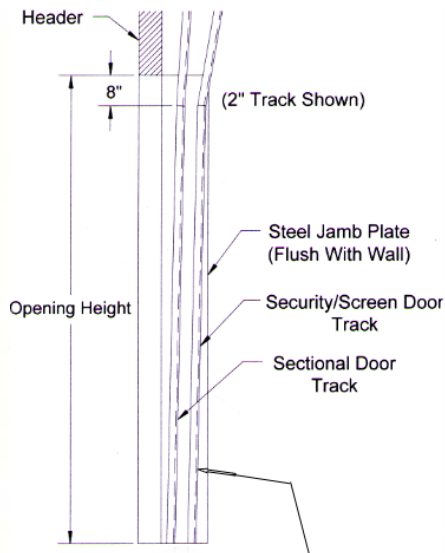 Header
8"
(2" Track Shown)
Steel Jamb Plate
(Flush With Wall)
Opening Height
Security/Screen Door
Track
Sectional Door
Track